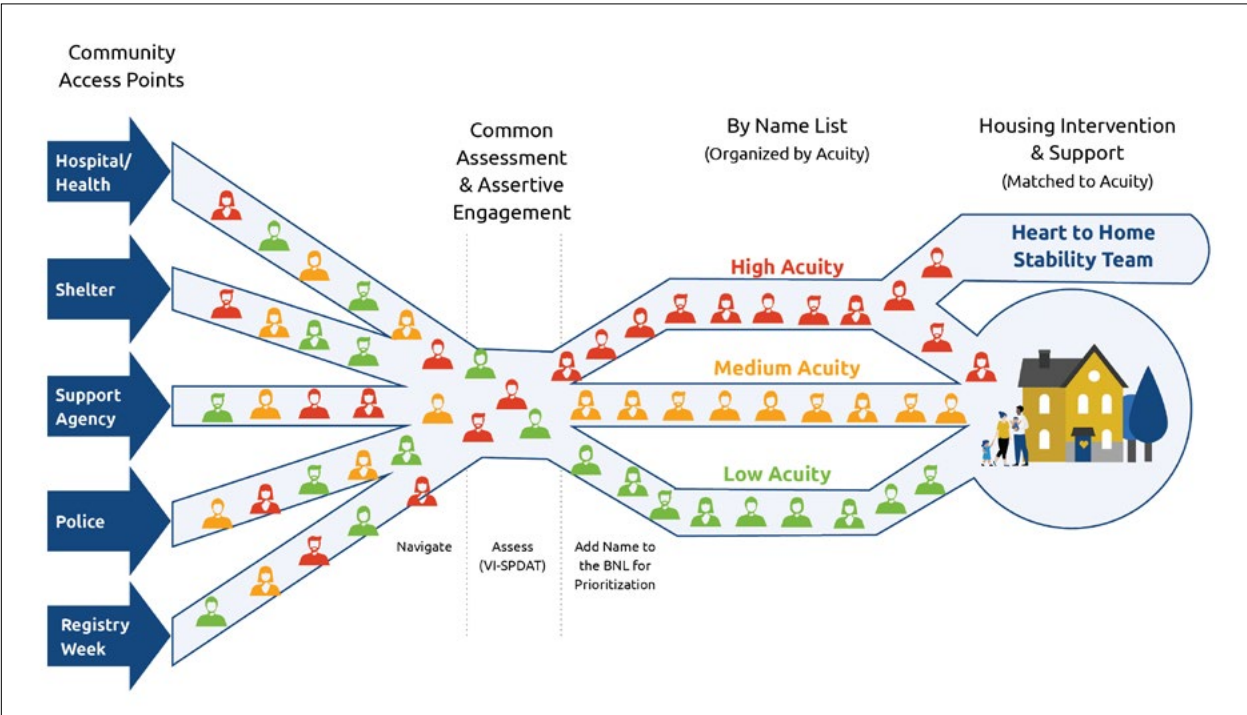 Community
Access Points
Hospital/
Health
Shelter
Support
Agency
Police
Registry
Week
Common
Assessment
& Assertive
Engagement
Navigate
Assess
(VI-SPDAT)
Add Name to
the BNL for
Prioritization
By Name List
(Organized by Acuity)
High Acuity
Medium Acuity
Low Acuity
Housing Intervention
& Support
(Matched to Acuity)
Heart to Home
Stability Team